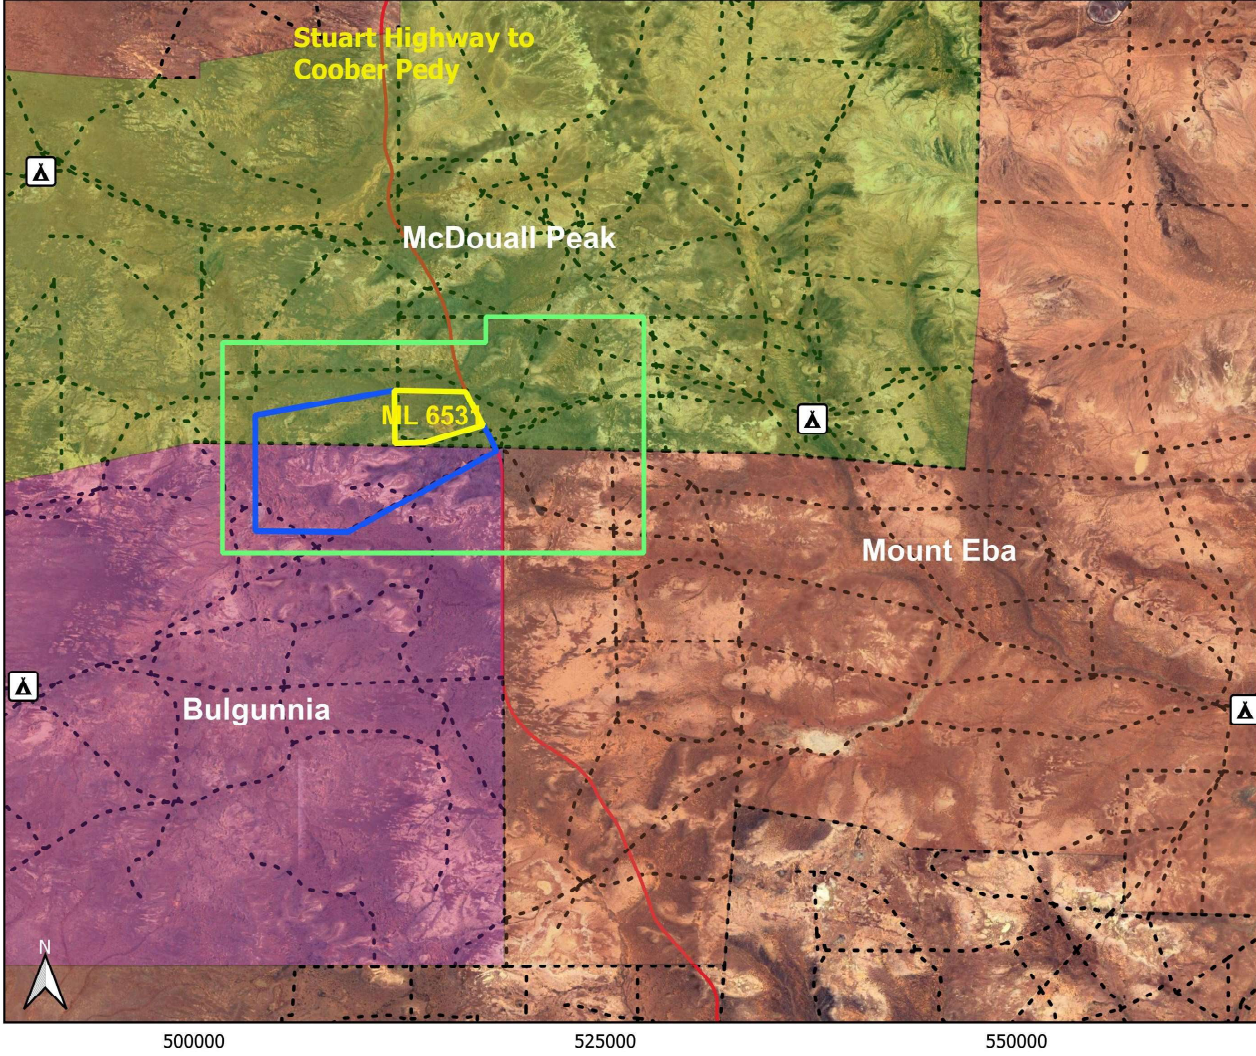 Stuart Highway to
Coober Pedy
McDouall Peak
ML 6531
Mount Eba
Bulgunnia
N
500000
525000
550000